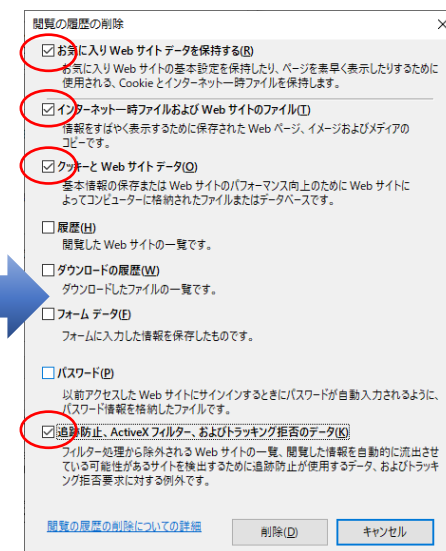 閲覧の履歴の削除
お気に入り Web サイト データを保持する(R)
お気に入り Web サイトの基本設定を保持したり、ページを素早く表示したりするために
使用される、Cookie とインターネット一時ファイルを保持します。
インターネット一時ファイルおよび Web サイトのファイル(T)
情報をすばやく表示するために保存された Web ページ、イメージおよびメディアの
コピーです。
クッキーと Web サイト データ(O)
基本情報の保存または Web サイトのパフォーマンス向上のために Web サイトに
よってコンピューターに格納されたファイルまたはデータベースです。
履歴(H)
閲覧した Web サイトの一覧です。
ダウンロードの履歴(W)
ダウンロードしたファイルの一覧です。
フォーム データ(F)
フォームに入力した情報を保存したものです。
パスワード(P)
以前アクセスした Web サイトにサインインするときにパスワードが自動入力されるように、
パスワード情報を格納したファイルです。
追跡防止、ActiveX フィルター、およびトラッキング拒否のデータ(K)
フィルター処理から除外される Web サイトの一覧、閲覧した情報を自動的に流出させ
ている可能性があるサイトを検出するために追跡防止が使用するデータ、およびトラッキ
ング拒否要求に対する例外です。
閲覧の履歴の削除についての詳細
削除(D)
キャンセル